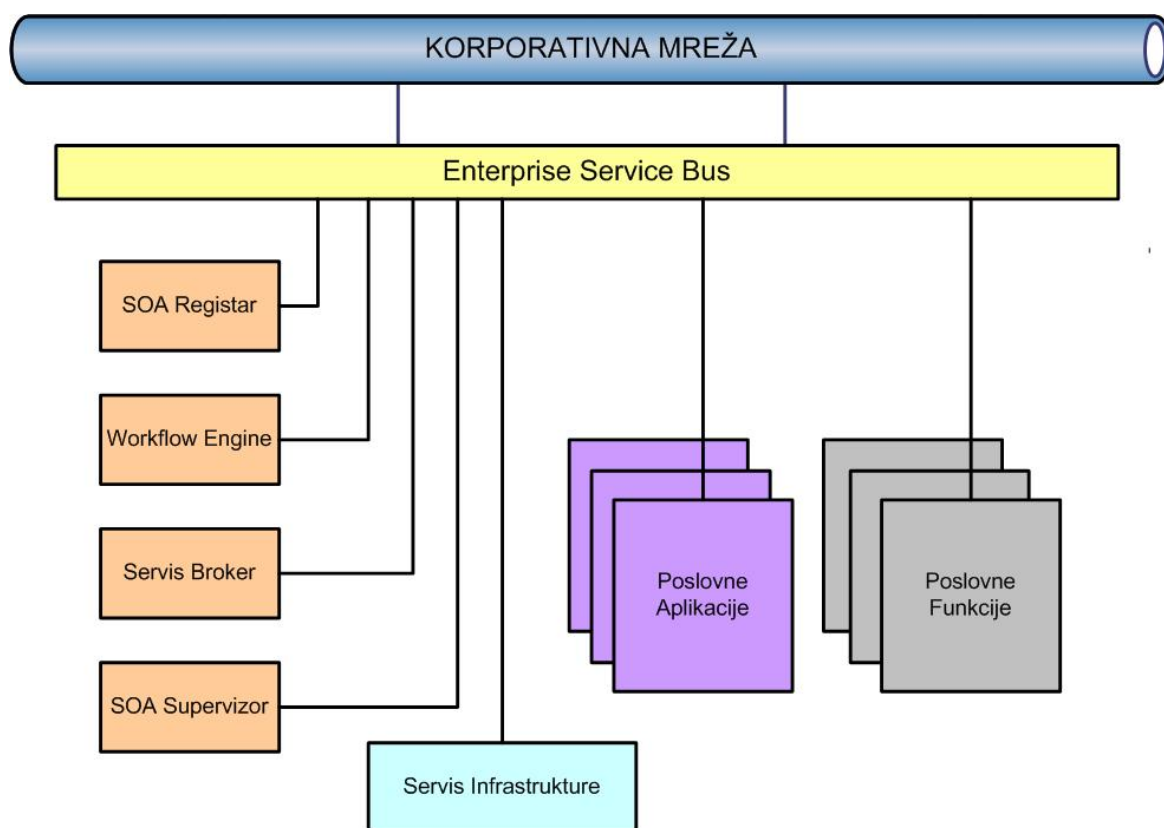 KORPORATIVNA MREŽA
Enterprise Service Bus
SOA Registar
Workflow Engine
Servis Broker
SOA Supervizor
Servis Infrastrukture
Poslovne
Aplikacije
Poslovne
Funkcije